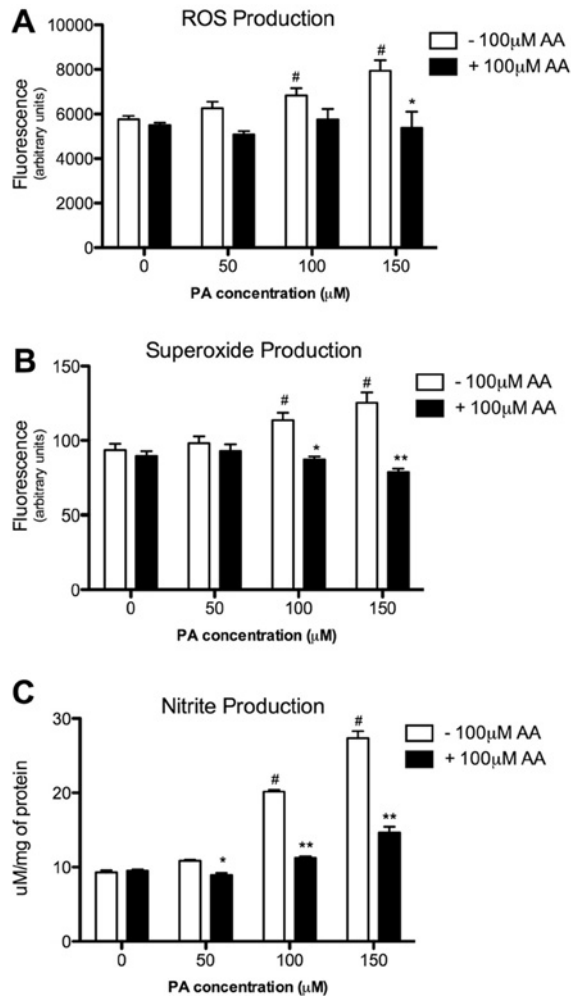 A
ROS Production
10000
8000
6000
4000
2000
0
Fluorescence
(arbitrary units)
#
#
*
- 100μM AA
+ 100μM AA
0 50 100 150
PA concentration (μM)
B
Superoxide Production
150
100
50
0
Fluorescence
(arbitrary units)
#
#
*
**
- 100μM AA
+ 100μM AA
0 50 100 150
PA concentration (μM)
C
Nitrite Production
30
20
10
0
uM/mg of protein
#
#
*
**
**
- 100μM AA
+ 100μM AA
0 50 100 150
PA concentration (μM)